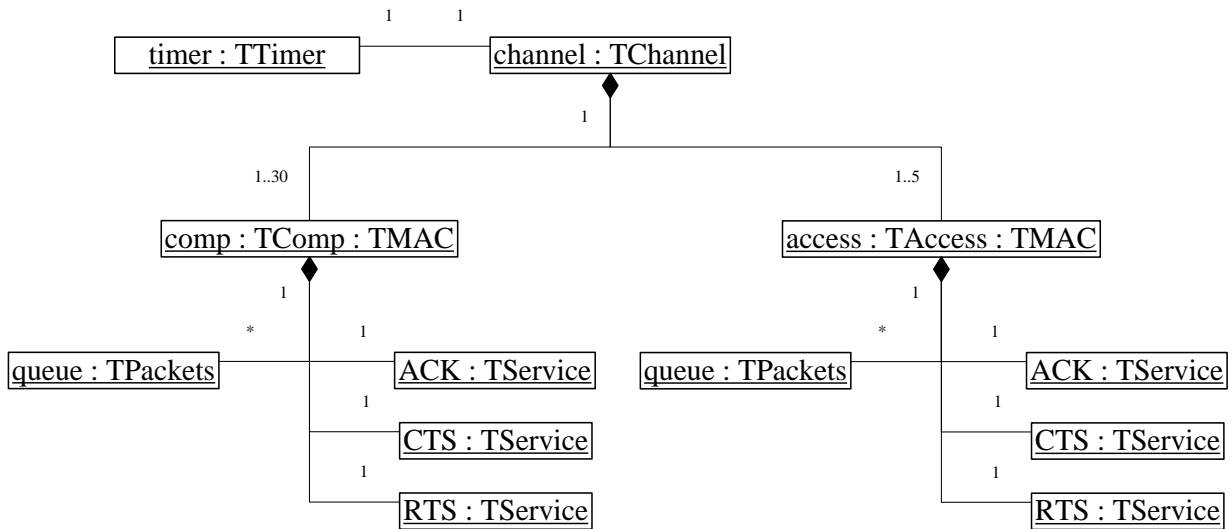 1 1
timer : TTimer channel : TChannel
1
1..30 1..5
comp : TComp : TMAC access : TAccess : TMAC
1 1
* 1 * 1
queue : TPackets ACK : TService queue : TPackets ACK : TService
1 1
CTS : TService CTS : TService
1 1
RTS : TService RTS : TService